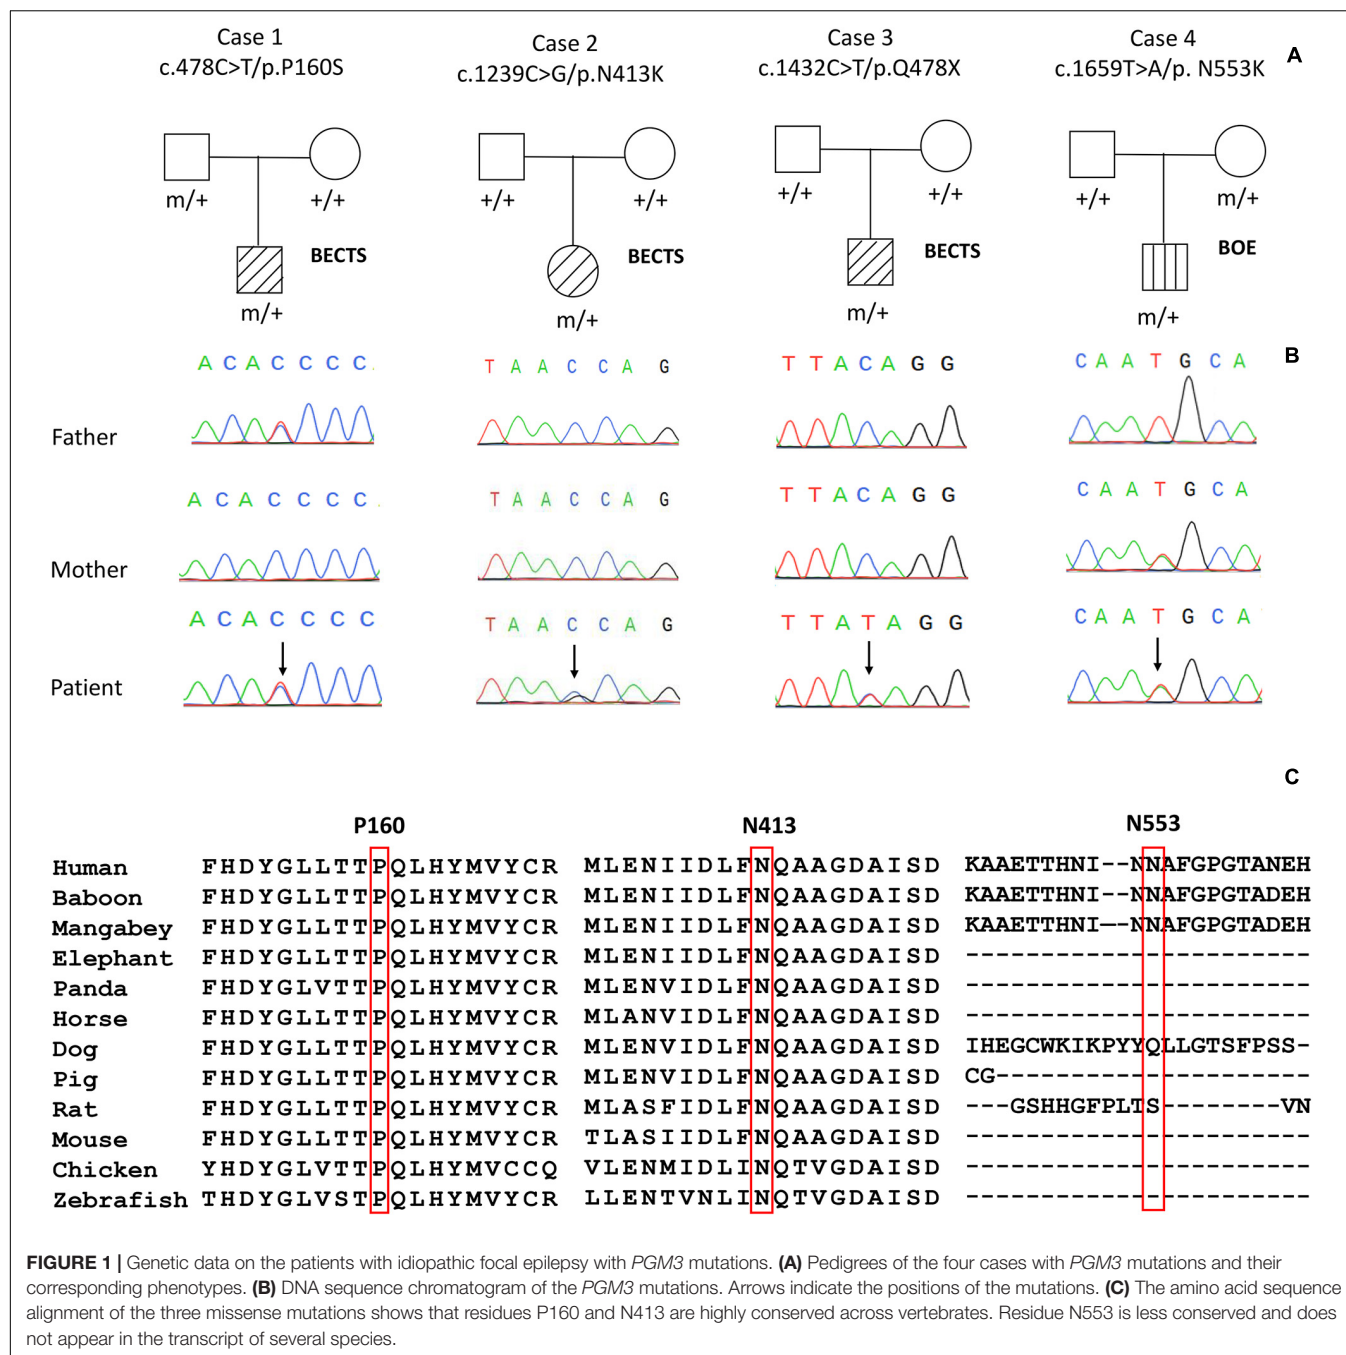 Case 1
c.478C>T/p.P160S
Case 2
c.1239C>G/p.N413K
Case 3
c.1432C>T/p.Q478X
Case 4
c.1659T>A/p. N553K
A
m/+
+/+
+/+
+/+
+/+
+/+
+/+
m/+
BECTS
BECTS
BECTS
BOE
m/+
m/+
m/+
m/+
B
A C A C C C C
T A A C C A G
T T A C A G G
C A A T G C A
Father
A C A C C C C
T A A C C A G
T T A C A G G
C A A T G C A
Mother
A C A C C C C
T A A C C A G
T T A T A G G
C A A T G C A
Patient
C
P160 N413 N553
Human FHDYGLLTTPQLHYMVYCR MLENIIDLFNQAAGDAISD KAAETTHNI--NNAFGPGTANEH
Baboon FHDYGLLTTPQLHYMVYCR MLENIIDLFNQAAGDAISD KAAETTHNI--NNAFGPGTADEH
Mangabey FHDYGLLTTPQLHYMVYCR MLENIIDLFNQAAGDAISD KAAETTHNI--NNAFGPGTADEH
Elephant FHDYGLLTTPQLHYMVYCR MLENIIDLFNQAAGDAISD -----------------------
Panda FHDYGLVTTPQLHYMVYCR MLENVIDLFNQAAGDAISD -----------------------
Horse FHDYGLLTTPQLHYMVYCR MLANVIDLFNQAAGDAISD -----------------------
Dog FHDYGLLTTPQLHYMVYCR MLENVIDLFNQAAGDAISD IHEGCWKIKPYYQLLGTSFPSS-
Pig FHDYGLLTTPQLHYMVYCR MLENVIDLFNQAAGDAISD CG---------------------
Rat FHDYGLLTTPQLHYMVYCR MLASFIDLFNQAAGDAISD ---GSHHGFPLTS--------VN
Mouse FHDYGLLTTPQLHYMVYCR TLASIIDLFNQAAGDAISD -----------------------
Chicken YHDYGLVTTPQLHYMVCCQ VLENMIDLINQTVGDAISD -----------------------
Zebrafish THDYGLVSTPQLHYMVYCR LLENTVNLINQTVGDAISD -----------------------
FIGURE 1 | Genetic data on the patients with idiopathic focal epilepsy with PGM3 mutations. (A) Pedigrees of the four cases with PGM3 mutations and their
corresponding phenotypes. (B) DNA sequence chromatogram of the PGM3 mutations. Arrows indicate the positions of the mutations. (C) The amino acid sequence
alignment of the three missense mutations shows that residues P160 and N413 are highly conserved across vertebrates. Residue N553 is less conserved and does
not appear in the transcript of several species.